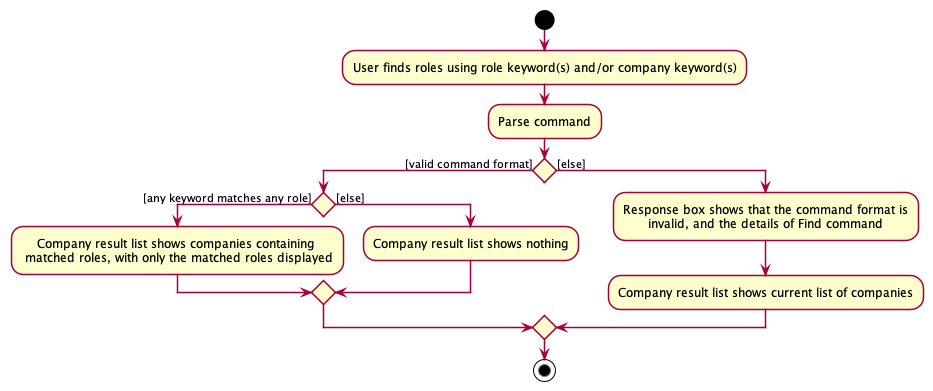 User finds roles using role keyword(s) and/or company keyword(s)
Parse command
[valid command format]
[else]
[any keyword matches any role]
[else]
Company result list shows companies containing
matched roles, with only the matched roles displayed
Company result list shows nothing
Response box shows that the command format is
invalid, and the details of Find command
Company result list shows current list of companies